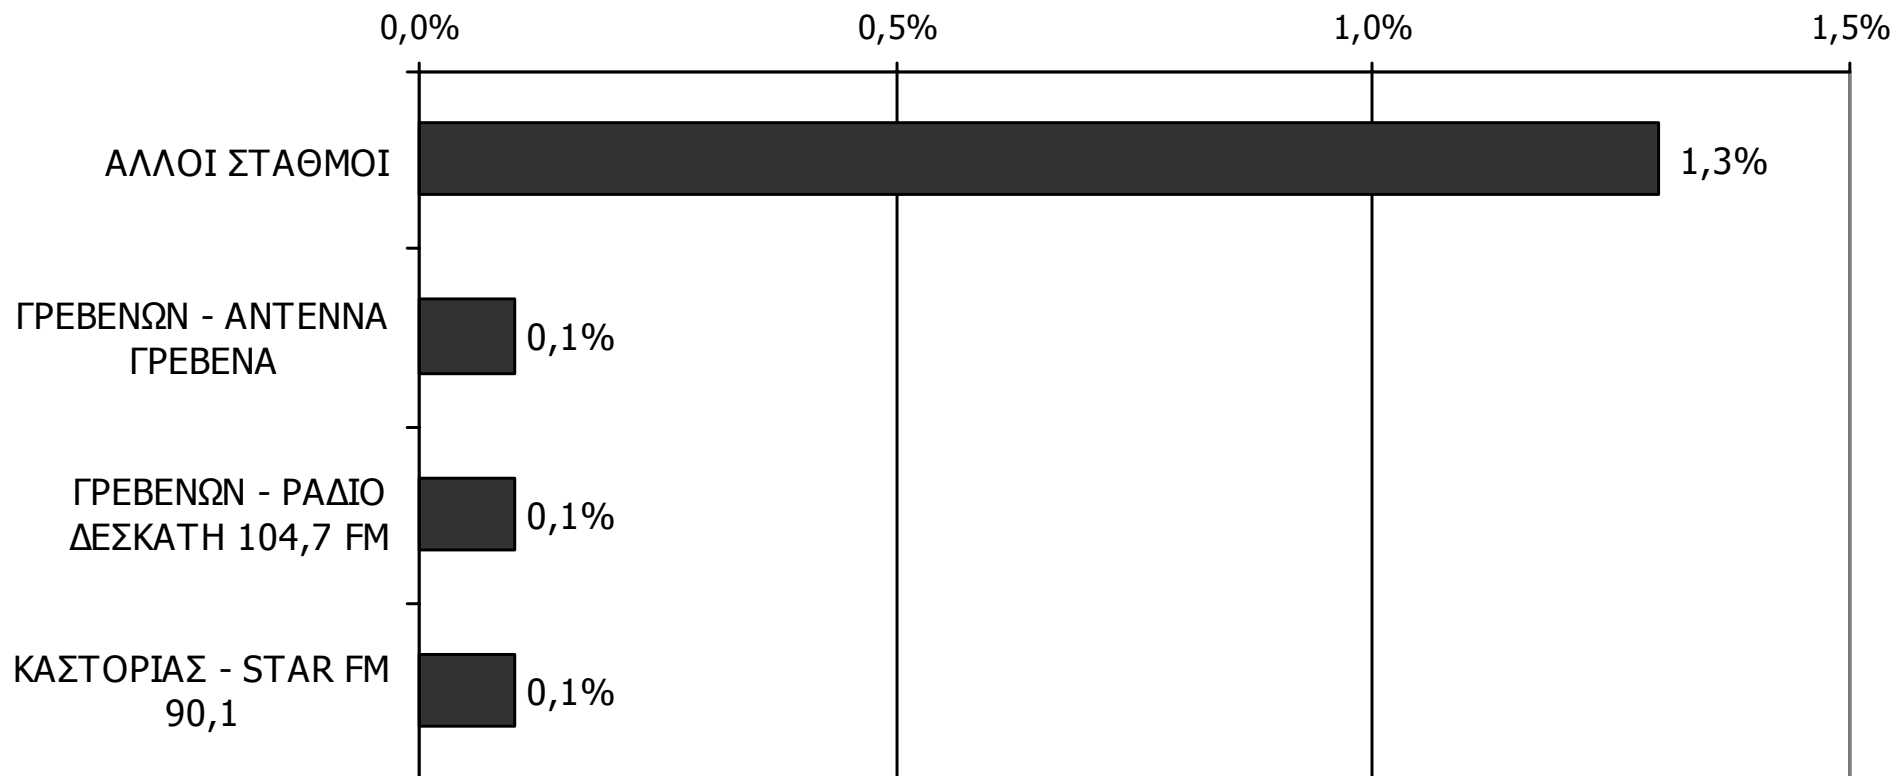 0,0% 0,5% 1,0% 1,5%
ΑΛΛΟΙ ΣΤΑΘΜΟΙ 1,3%
ΓΡΕΒΕΝΩΝ - ΑΝΤΕΝΝΑ
ΓΡΕΒΕΝΑ
0,1%
ΓΡΕΒΕΝΩΝ - ΡΑΔΙΟ
ΔΕΣΚΑΤΗ 104,7 FM
0,1%
ΚΑΣΤΟΡΙΑΣ - STAR FM
90,1
0,1%